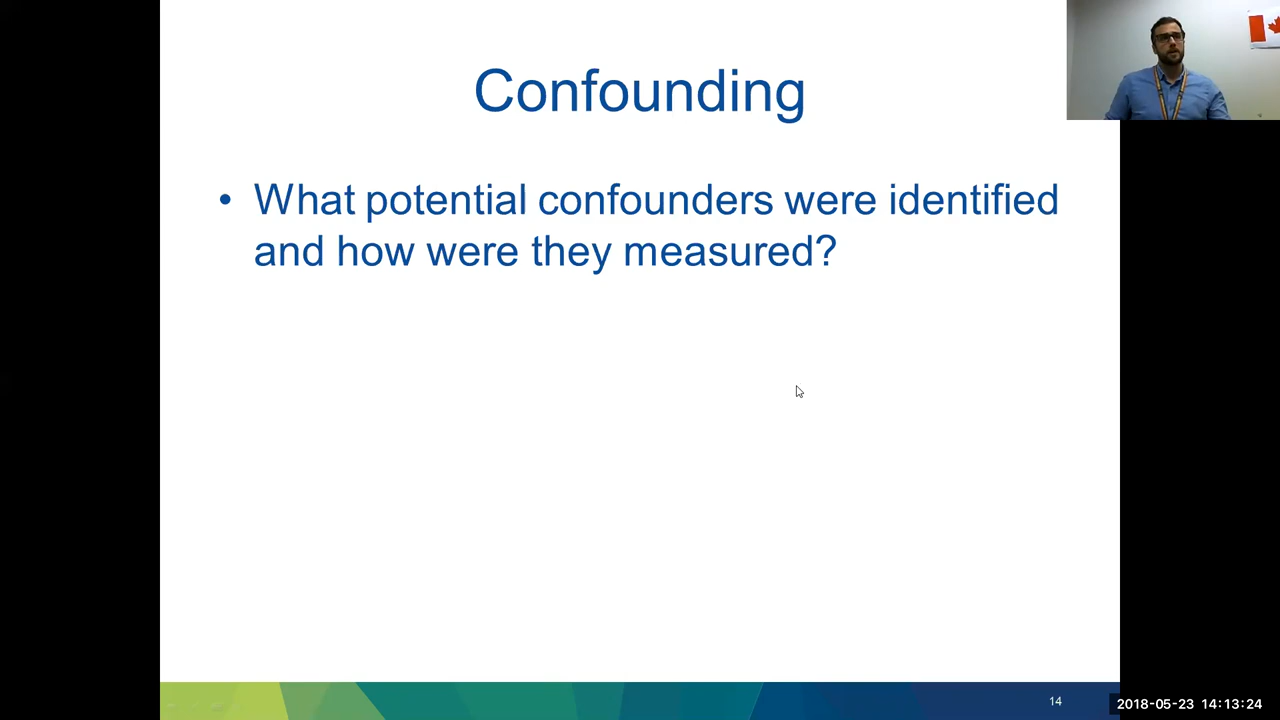 Confounding
• What potential confounders were identified
and how were they measured?
14
2018-05-23 14:13:24